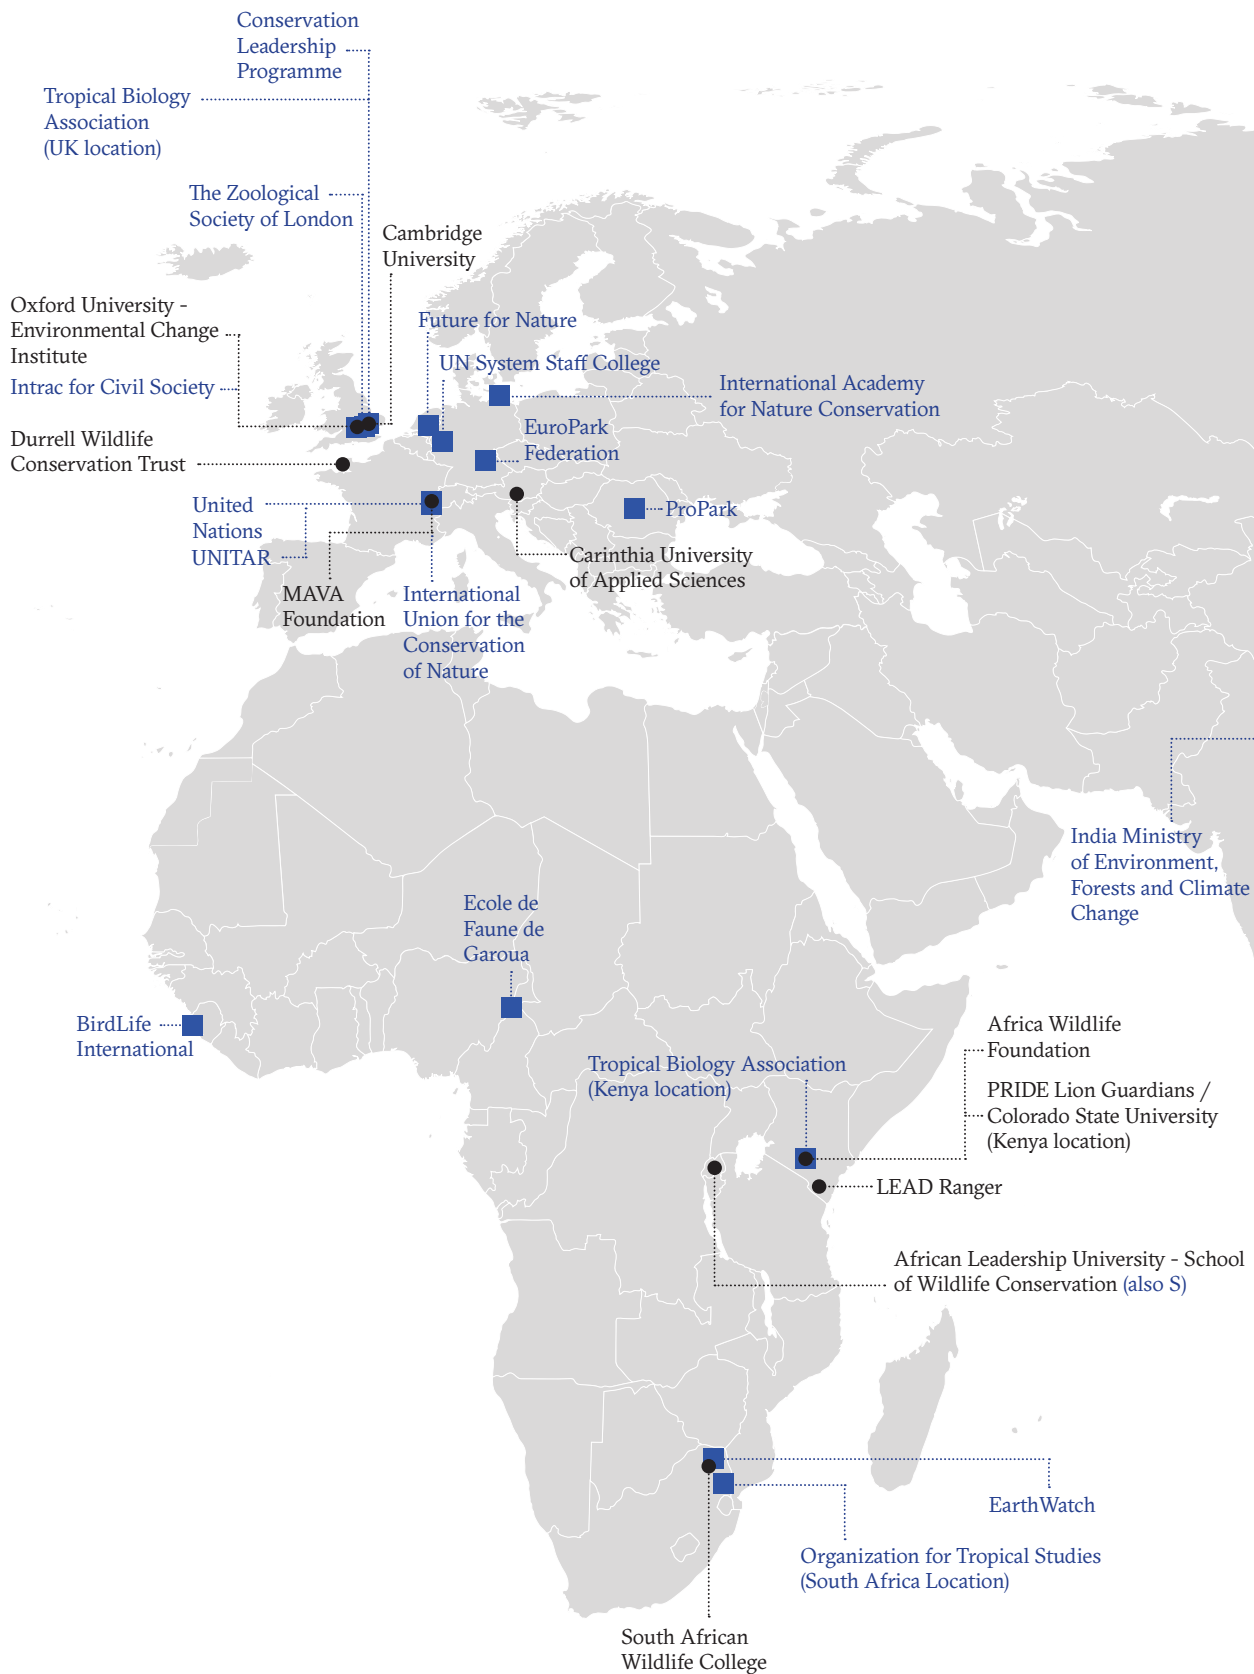 Conservation
Leadership
Programme
Tropical Biology
Association
(UK location)
The Zoological
Society of London
Cambridge
University
Oxford University -
Environmental Change
Institute
Intrac for Civil Society
Durrell Wildlife
Conservation Trust
Future for Nature
UN System Staff College
International Academy
for Nature Conservation
EuroPark
Federation
United
Nations
UNITAR
ProPark
MAVA
Foundation
International
Union for the
Conservation
of Nature
Carinthia University
of Applied Sciences
India Ministry
of Environment,
Forests and Climate
Change
Ecole de
Faune de
Garoua
BirdLife
International
Tropical Biology Association
(Kenya location)
Africa Wildlife
Foundation
PRIDE Lion Guardians /
Colorado State University
(Kenya location)
LEAD Ranger
African Leadership University - School
of Wildlife Conservation (also S)
EarthWatch
Organization for Tropical Studies
(South Africa Location)
South African
Wildlife College